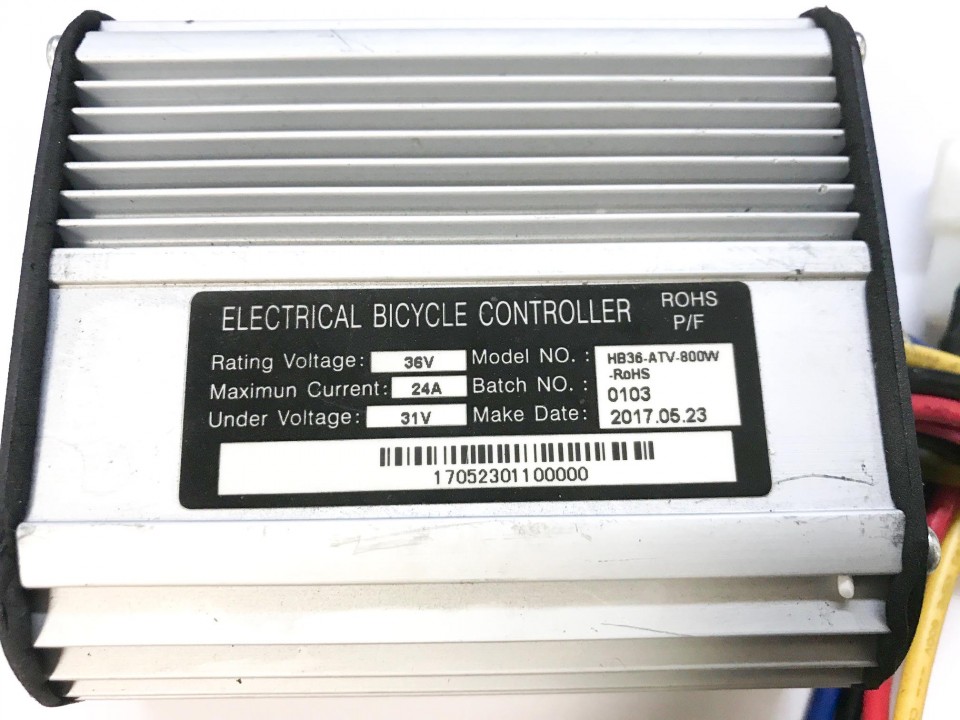 ELECTRICAL BICYCLE CONTROLLER
ROHS
P/F
Rating Voltage: 36V
Maximun Current: 24A
Under Voltage: 31V
Model NO. : HB36-ATV-800W
-RoHS
Batch NO. : 0103
Make Date: 2017.05.23
17052301100000